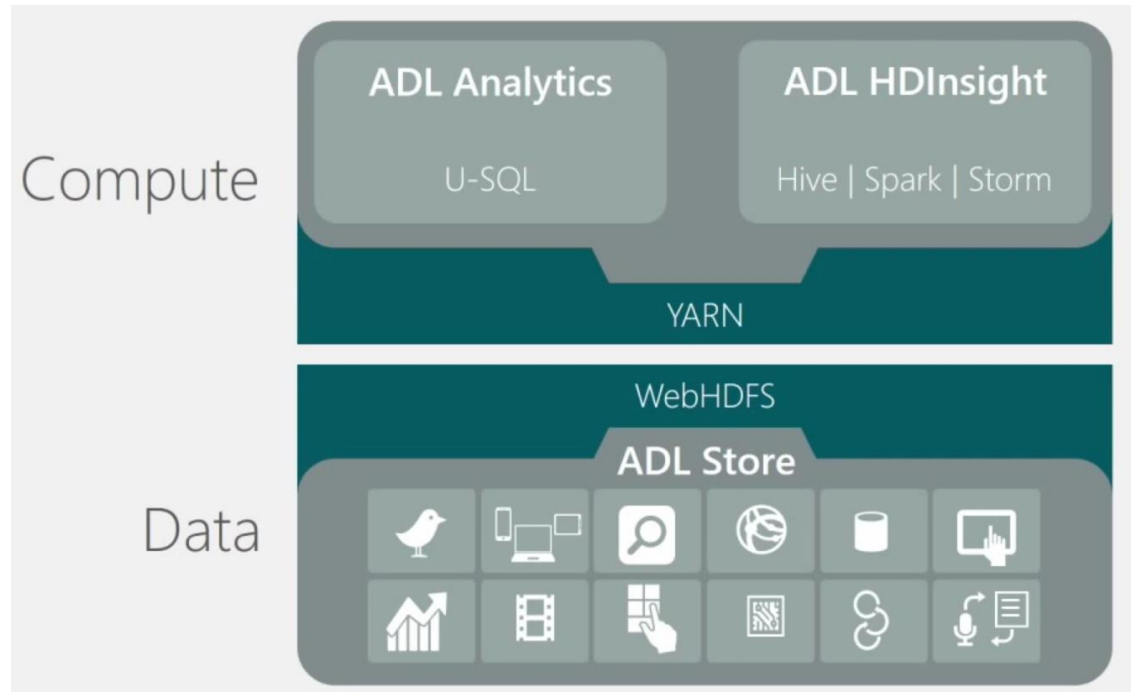 Compute
ADL Analytics
U-SQL
ADL HDInsight
Hive | Spark | Storm
YARN
Data
WebHDFS
ADL Store